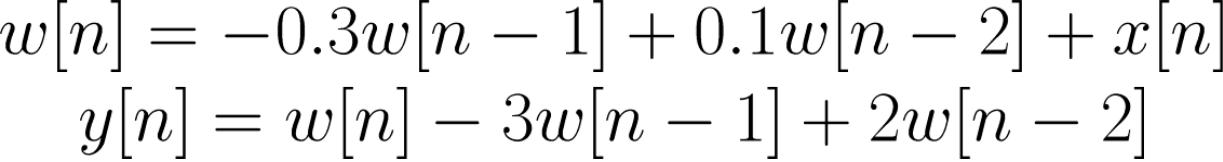 w[n] = −0.3w[n − 1] + 0.1w[n − 2] + x[n]
y[n] = w[n] − 3w[n − 1] + 2w[n − 2]